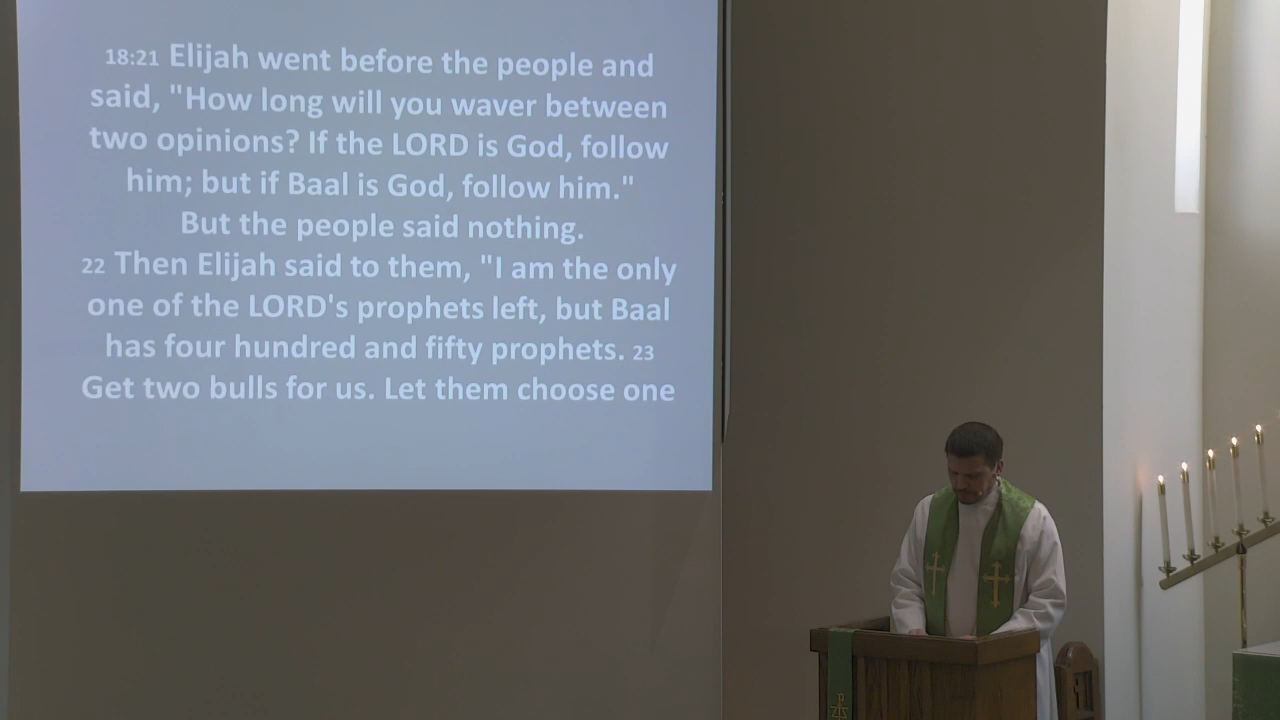 18:21 Elijah went before the people and
said, "How long will you waver between
two opinions? If the LORD is God, follow
him; but if Baal is God, follow him."
But the people said nothing.
22 Then Elijah said to them, "I am the only
one of the LORD's prophets left, but Baal
has four hundred and fifty prophets. 23
Get two bulls for us. Let them choose one